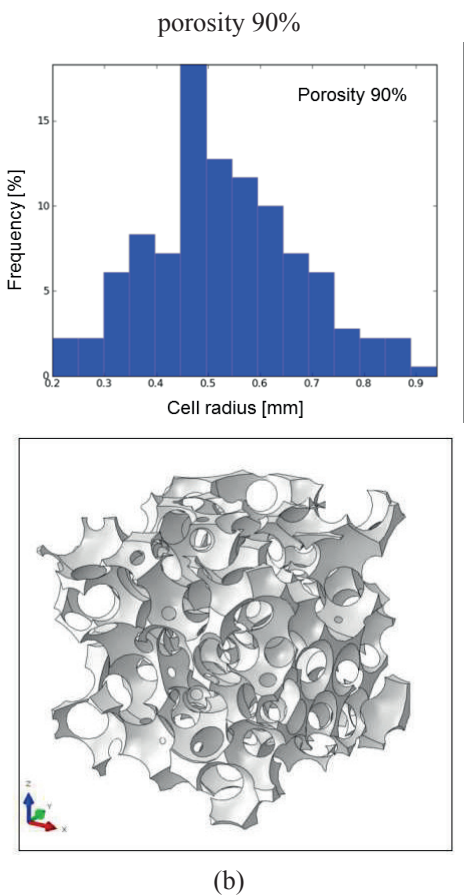 porosity 90%
Porosity 90%
15
10
5
0
Frequency [%]
0.2 0.3 0.4 0.5 0.6 0.7 0.8 0.9
Cell radius [mm]
Z
Y
X
(b)